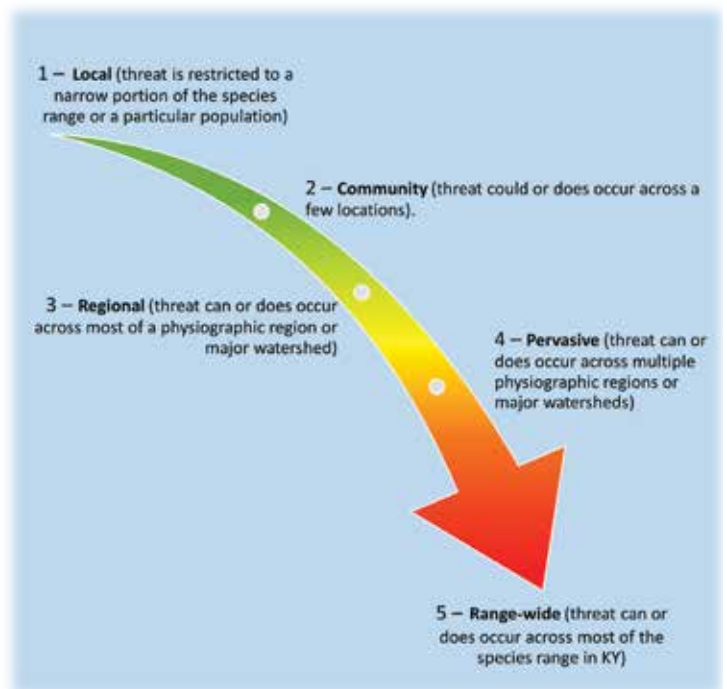 1 – Local (threat is restricted to a
narrow portion of the species
range or a particular population)
2 – Community (threat could or does occur across a
few locations).
3 – Regional (threat can or does occur
across most of a physiographic region or
major watershed)
4 – Pervasive (threat can or
does occur across multiple
physiographic regions or
major watersheds)
5 – Range-wide (threat can or
does occur across most of the
species range in KY)